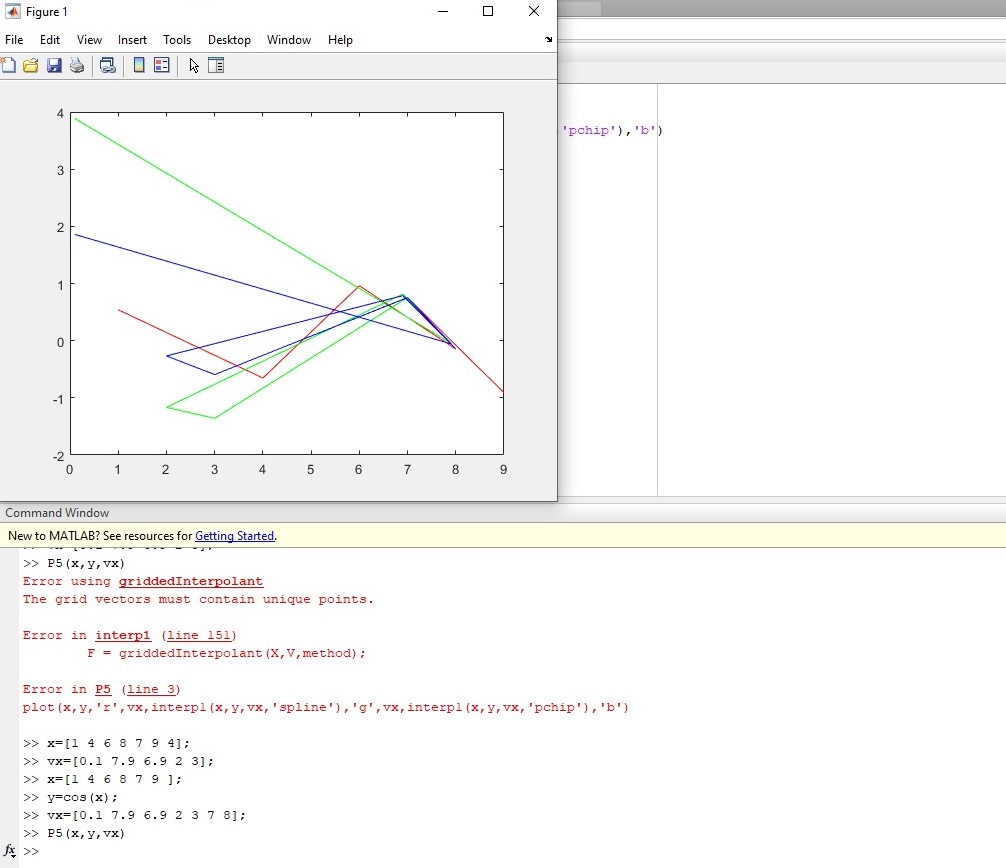 Figure 1
File Edit View Insert Tools Desktop Window Help
'pchip'),'b')
4
3
2
1
0
-1
-2
0 1 2 3 4 5 6 7 8 9
Command Window
New to MATLAB? See resources for Getting Started.
>> P5(x,y,vx)
Error using griddedInterpolant
The grid vectors must contain unique points.
Error in interp1 (line 151)
F = griddedInterpolant(X,V,method);
Error in P5 (line 3)
plot(x,y,'r',vx,interp1(x,y,vx,'spline'),'g',vx,interp1(x,y,vx,'pchip'),'b')
>> x=[1 4 6 8 7 9 4];
>> vx=[0.1 7.9 6.9 2 3];
>> x=[1 4 6 8 7 9 ];
>> y=cos(x);
>> vx=[0.1 7.9 6.9 2 3 7 8];
>> P5(x,y,vx)
fx >>